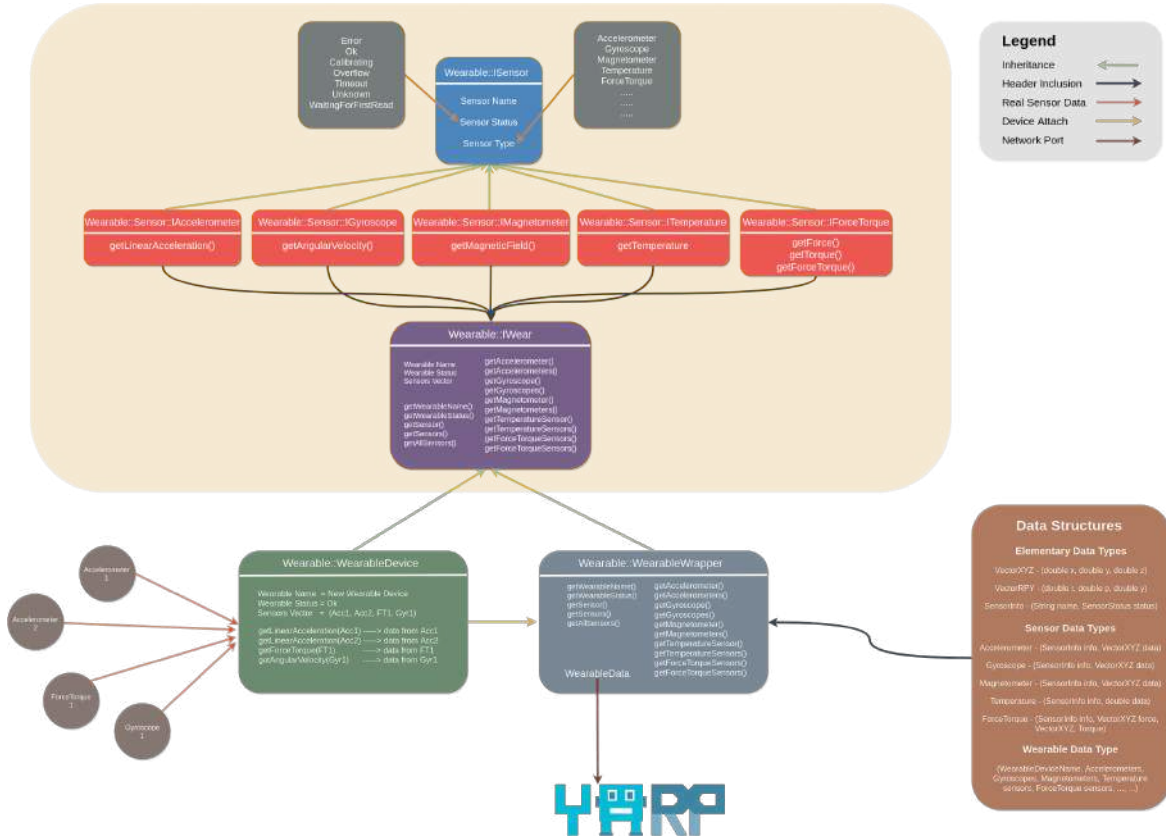 Error
Ok
Calibrating
Overflow
Timeout
Unknown
WaitingForFirstRead
Wearable::ISensor
Sensor Name
Sensor Status
Sensor Type
Accelerometer
Gyroscope
Magnetometer
Temperature
ForceTorque
.....
.....
.....
Legend
Inheritance
Header Inclusion
Real Sensor Data
Device Attach
Network Port
Wearable::Sensor::IAccelerometer
getLinearAcceleration()
Wearable::Sensor::IGyroscope
getAngularVelocity()
Wearable::Sensor::IMagnetometer
getMagneticField()
Wearable::Sensor::ITemperature
getTemperature
Wearable::Sensor::IForceTorque
getForce()
getTorque()
getForceTorque()
Wearable::IWear
Wearable Name
Wearable Status
Sensors Vector
getWearableName()
getWearableStatus()
getSensor()
getSensors()
getAllSensors()
getAccelerometer()
getAccelerometers()
getGyroscope()
getGyroscopes()
getMagnetometer()
getMagnetometers()
getTemperatureSensor()
getTemperatureSensors()
getForceTorqueSensors()
getForceTorqueSensors()
Accelerometer
1
Accelerometer
2
ForceTorque
1
Gyroscope
1
Wearable::WearableDevice
Wearable Name = New Wearable Device
Wearable Status = Ok
Sensors Vector = {Acc1, Acc2, FT1, Gyr1}
getLinearAcceleration(Acc1) ----> data from Acc1
getLinearAcceleration(Acc2) ----> data from Acc2
getForceTorque(FT1) ----> data from FT1
getAngularVelocity(Gyr1) ----> data from Gyr1
Wearable::WearableWrapper
getWearableName()
getWearableStatus()
getSensor()
getSensors()
getAllSensors()
getAccelerometer()
getAccelerometers()
getGyroscope()
getGyroscope()
getMagnetometer()
getMagnetometers()
getTemperatureSensor()
getTemperatureSensors()
getForceTorqueSensors()
getForceTorqueSensors()
WearableData
YARP
Data Structures
Elementary Data Types
VectorXYZ - {double x, double y, double z}
VectorRPY - {double r, double p, double y}
SensorInfo - {String name, SensorStatus status}
Sensor Data Types
Accelerometer - {SensorInfo info, VectorXYZ data}
Gyroscope - {SensorInfo info, VectorXYZ data}
Magnetometer - {SensorInfo info, VectorXYZ data}
Temperature - {SensorInfo info, double data}
ForceTorque - {SensorInfo info, VectorXYZ force,
VectorXYZ, Torque}
Wearable Data Type
{WearableDeviceName, Accelerometers,
Gyroscopes, Magnetometers, Temperature
sensors, ForceTorque sensors, ...., ...}